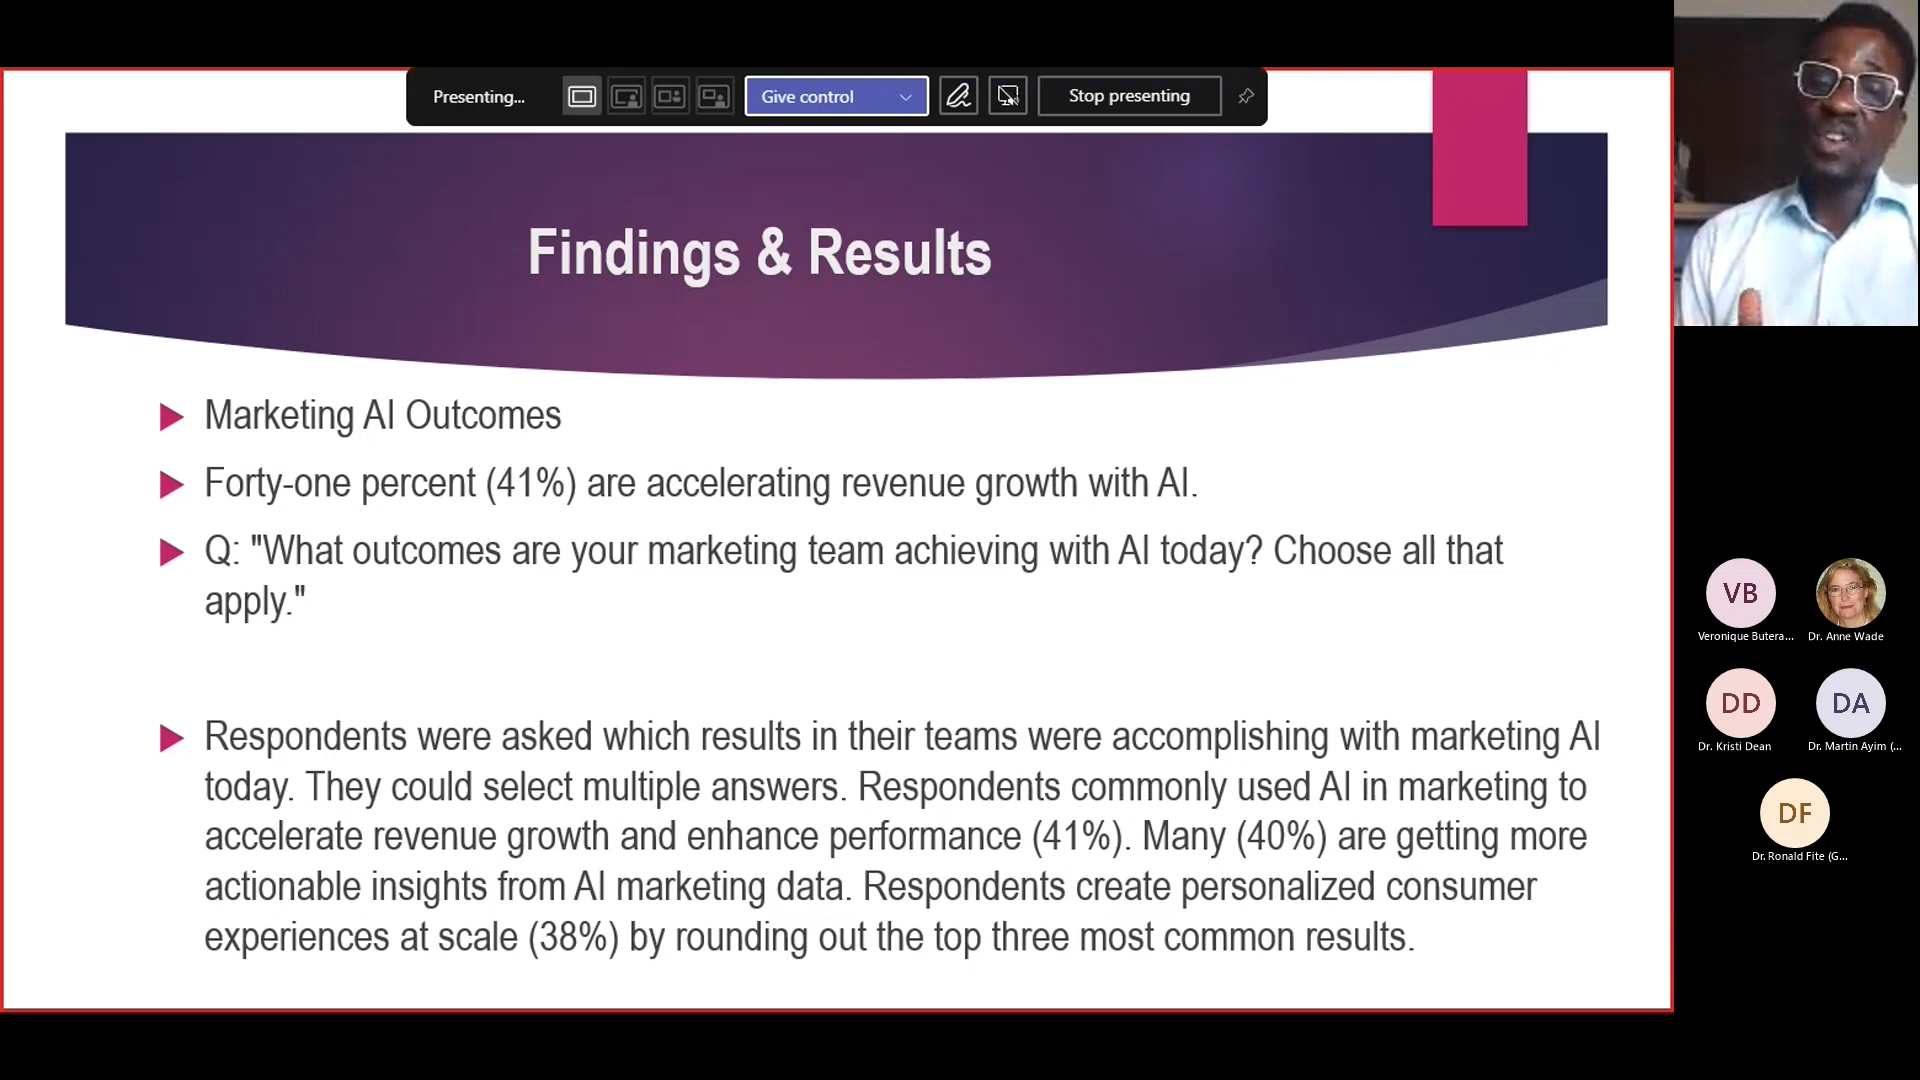 Presenting...
Give control
Stop presenting
Findings & Results
Marketing AI Outcomes
Forty-one percent (41%) are accelerating revenue growth with AI.
Q: "What outcomes are your marketing team achieving with AI today? Choose all that
apply."
Respondents were asked which results in their teams were accomplishing with marketing AI
today. They could select multiple answers. Respondents commonly used AI in marketing to
accelerate revenue growth and enhance performance (41%). Many (40%) are getting more
actionable insights from AI marketing data. Respondents create personalized consumer
experiences at scale (38%) by rounding out the top three most common results.
VB
Veronique Butera...
Dr. Anne Wade
DD
Dr. Kristi Dean
DA
Dr. Martin Ayim (...
DF
Dr. Ronald Fite (G...